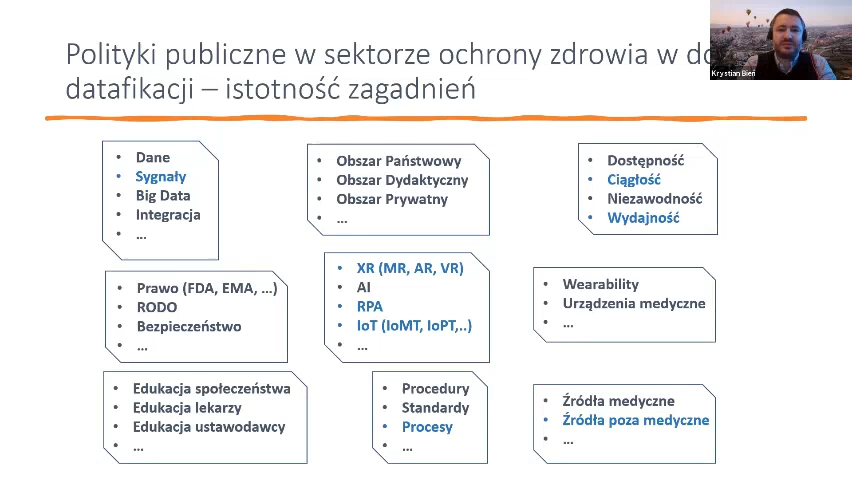 Polityki publiczne w sektorze ochrony zdrowia w do
datafikacji – istotność zagadnień
Krystian Bień
• Dane
• Sygnały
• Big Data
• Integracja
• ...
• Obszar Państwowy
• Obszar Dydaktyczny
• Obszar Prywatny
• ...
• Dostępność
• Ciągłość
• Niezawodność
• Wydajność
• Prawo (FDA, EMA, ...)
• RODO
• Bezpieczeństwo
• ...
• XR (MR, AR, VR)
• AI
• RPA
• IoT (IoMT, IoPT,..)
• ...
• Wearability
• Urządzenia medyczne
• ...
• Edukacja społeczeństwa
• Edukacja lekarzy
• Edukacja ustawodawcy
• ...
• Procedury
• Standardy
• Procesy
• ...
• Źródła medyczne
• Źródła poza medyczne
• ...